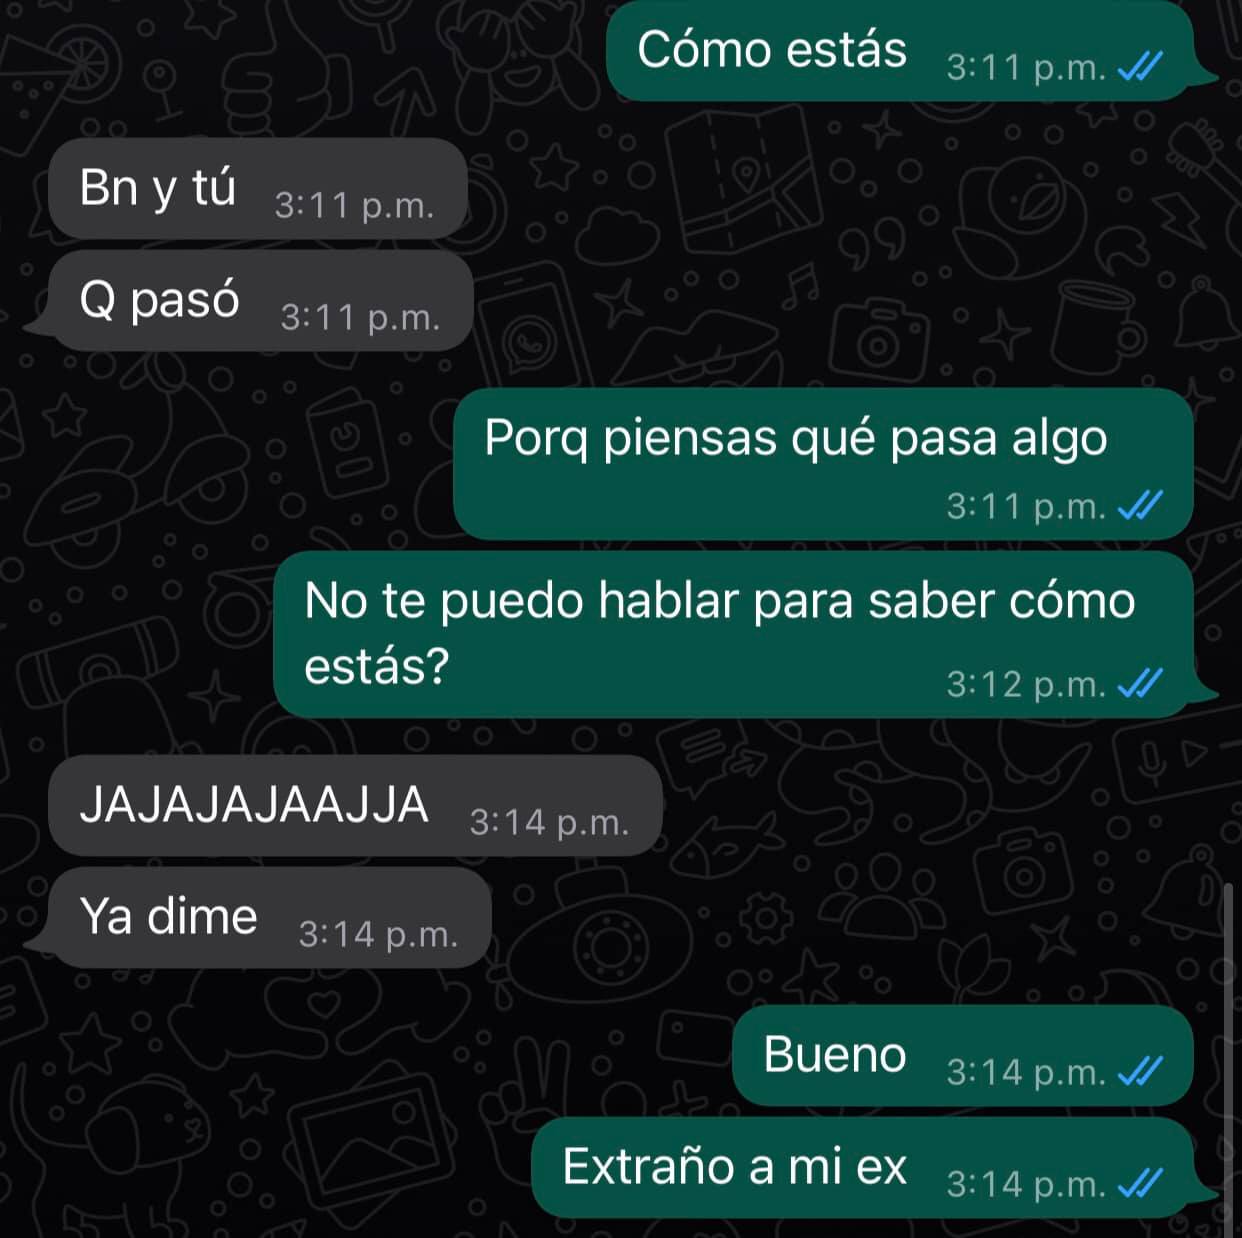 Cómo estás 3:11 p.m.
Bn y tú 3:11 p.m.
Q pasó 3:11 p.m.
Porq piensas qué pasa algo
3:11 p.m.
No te puedo hablar para saber cómo
estás? 3:12 p.m.
JAJAJAJAAJJA 3:14 p.m.
Ya dime 3:14 p.m.
Bueno 3:14 p.m.
Extraño a mi ex 3:14 p.m.